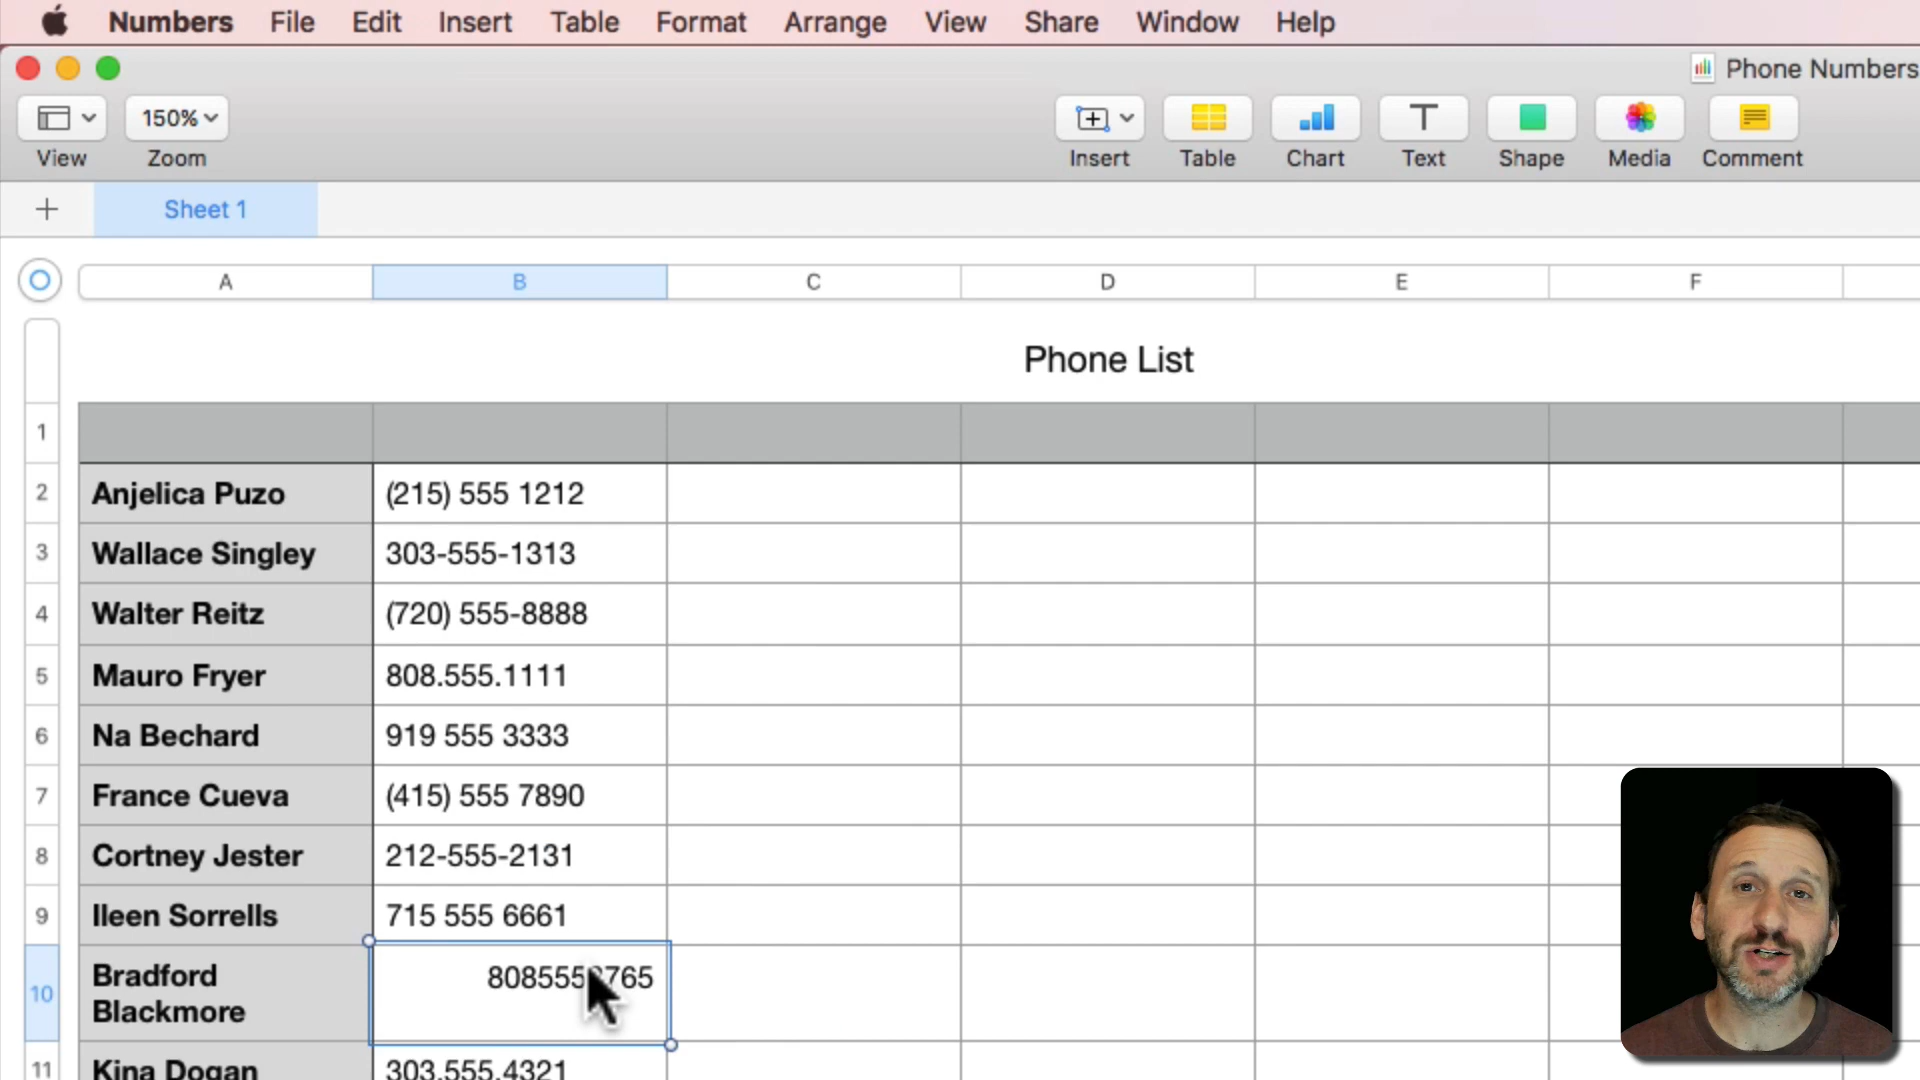 Numbers File Edit Insert Table Format Arrange View Share Window Help
Phone Numbers
150%
View Zoom Insert Table Chart Text Shape Media Comment
Sheet 1
A B C D E F
Phone List
1
2 Anjelica Puzo (215) 555 1212
3 Wallace Singley 303-555-1313
4 Walter Reitz (720) 555-8888
5 Mauro Fryer 808.555.1111
6 Na Bechard 919 555 3333
7 France Cueva (415) 555 7890
8 Cortney Jester 212-555-2131
9 Ileen Sorrells 715 555 6661
10 Bradford
Blackmore
11 Kina Dogan 303.555.4321